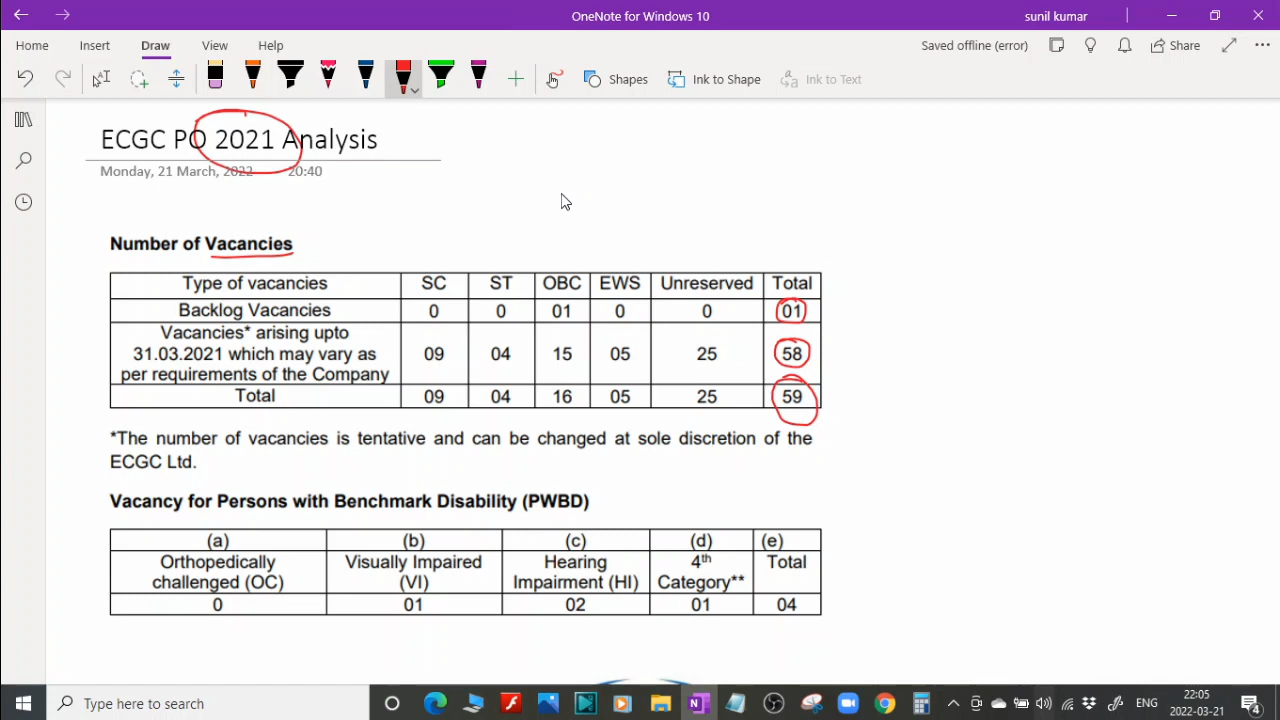 OneNote for Windows 10
sunil kumar
Home Insert Draw View Help
Saved offline (error) Share
Shapes Ink to Shape Ink to Text
ECGC PO 2021 Analysis
Monday, 21 March, 2022 20:40
Number of Vacancies
Type of vacancies SC ST OBC EWS Unreserved Total
Backlog Vacancies 0 0 01 0 0 01
Vacancies* arising upto
31.03.2021 which may vary as 09 04 15 05 25 58
per requirements of the Company
Total 09 04 16 05 25 59
*The number of vacancies is tentative and can be changed at sole discretion of the
ECGC Ltd.
Vacancy for Persons with Benchmark Disability (PWBD)
(a) (b) (c) (d) (e)
Orthopedically Visually Impaired Hearing 4th Total
challenged (OC) (VI) Impairment (HI) Category**
0 01 02 01 04
Type here to search
ENG
22:05
2022-03-21
4